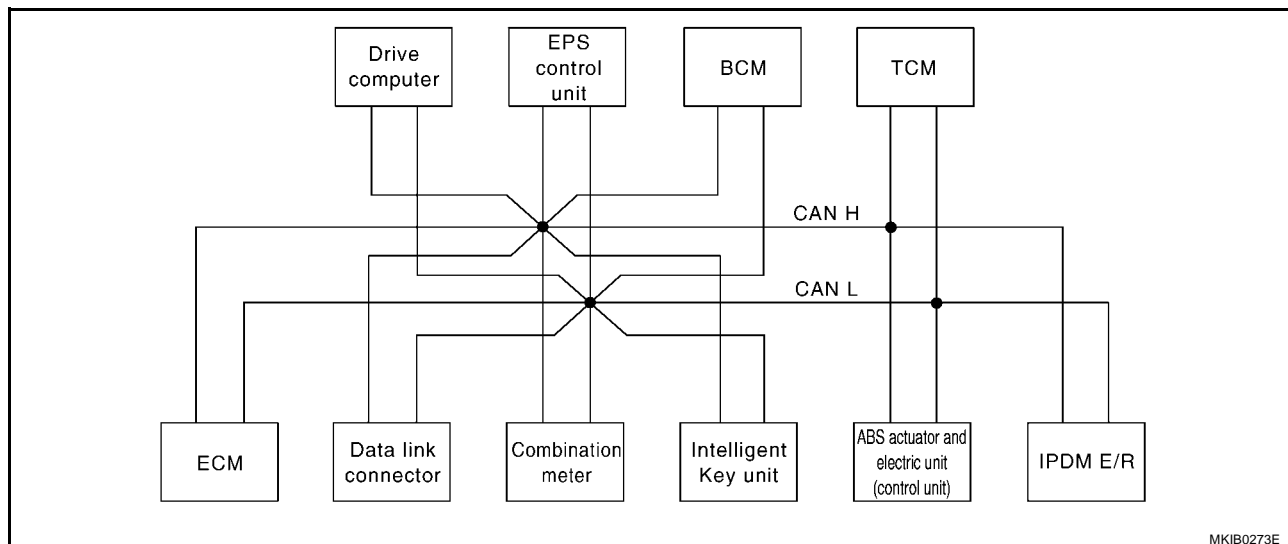 Drive
computer
EPS
control
unit
BCM
TCM
CAN H
CAN L
ECM
Data link
connector
Combination
meter
Intelligent
Key unit
ABS actuator and
electric unit
(control unit)
IPDM E/R
MKIB0273E